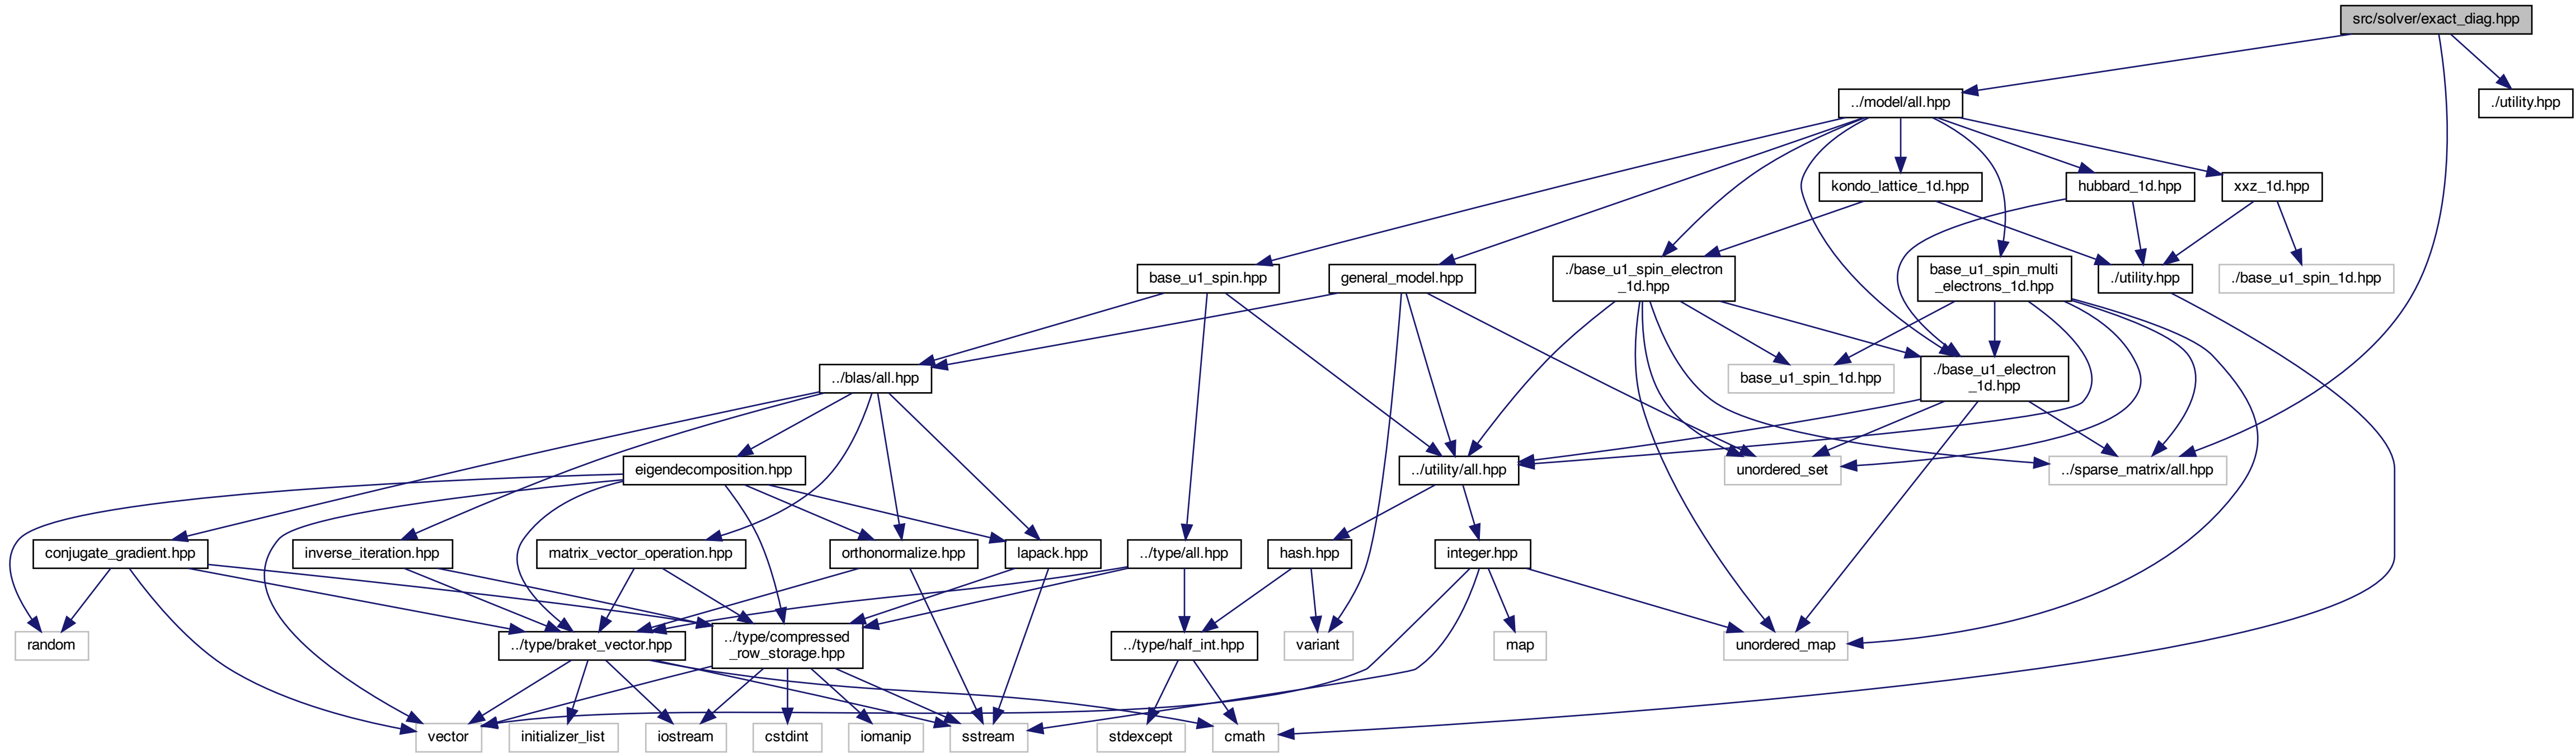 src/solver/exact_diag.hpp
../model/all.hpp
./utility.hpp
kondo_lattice_1d.hpp
hubbard_1d.hpp
xxz_1d.hpp
base_u1_spin.hpp
general_model.hpp
./base_u1_spin_electron
_1d.hpp
base_u1_spin_multi
_electrons_1d.hpp
./utility.hpp
./base_u1_spin_1d.hpp
../blas/all.hpp
base_u1_spin_1d.hpp
./base_u1_electron
_1d.hpp
eigendecomposition.hpp
../utility/all.hpp
unordered_set
../sparse_matrix/all.hpp
conjugate_gradient.hpp
inverse_iteration.hpp
matrix_vector_operation.hpp
orthonormalize.hpp
lapack.hpp
../type/all.hpp
hash.hpp
integer.hpp
random
../type/braket_vector.hpp
../type/compressed
_row_storage.hpp
../type/half_int.hpp
variant
map
unordered_map
vector
initializer_list
iostream
cstdint
iomanip
sstream
stdexcept
cmath